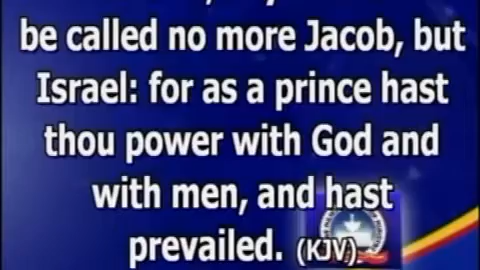 be called no more Jacob, but
Israel: for as a prince hast
thou power with God and
with men, and hast
prevailed. (KJV)